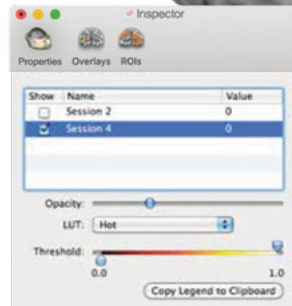 Inspector
Properties Overlays ROIs
Show Name Value
Session 2 0
Session 4 0
Opacity:
LUT: Hot
Threshold:
0.0 1.0
Copy Legend to Clipboard